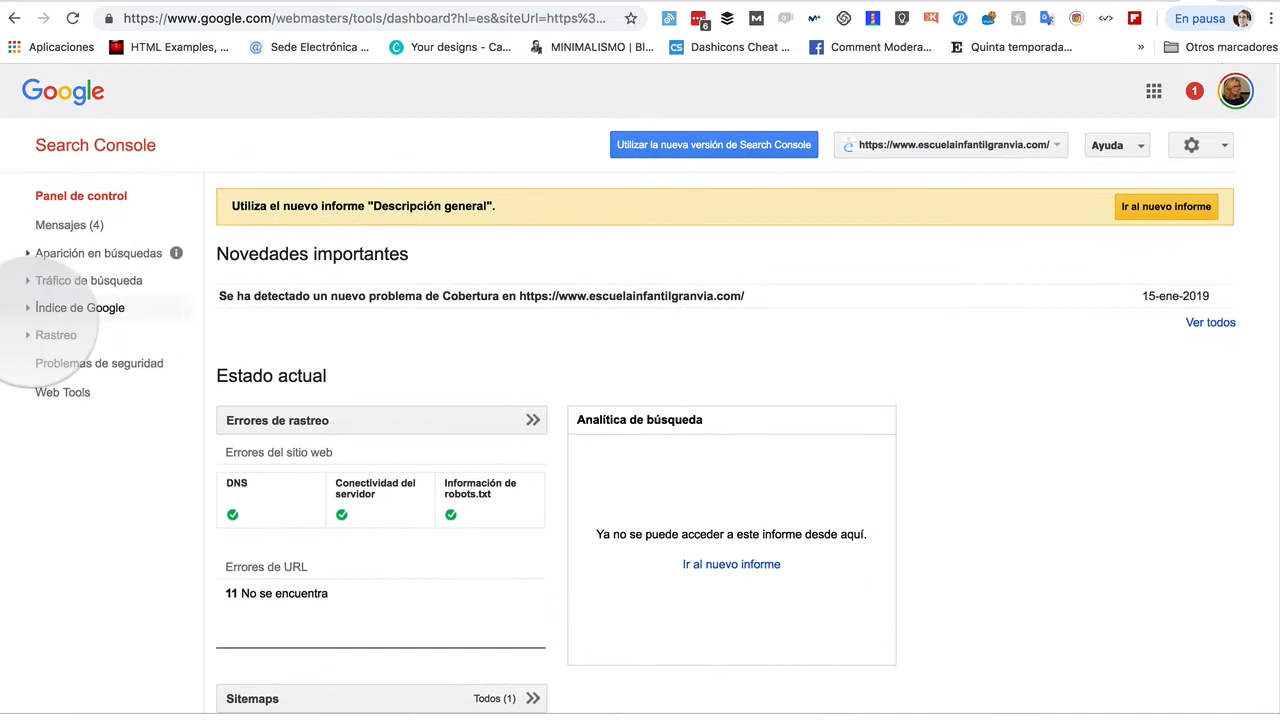 https://www.google.com/webmasters/tools/dashboard?hl=es&siteUrl=https%3...
6
En pausa
Aplicaciones
HTML Examples, ...
Sede Electrónica ...
Your designs - Ca...
MINIMALISMO | Bl...
Dashicons Cheat ...
Comment Modera...
Quinta temporada...
»
Otros marcadores
Google
1
Search Console
Utilizar la nueva versión de Search Console
https://www.escuelainfantilgranvia.com/
Ayuda
Panel de control
Mensajes (4)
Aparición en búsquedas
Tráfico de búsqueda
Índice de Google
Rastreo
Problemas de seguridad
Web Tools
Utiliza el nuevo informe "Descripción general".
Ir al nuevo informe
Novedades importantes
Se ha detectado un nuevo problema de Cobertura en https://www.escuelainfantilgranvia.com/
15-ene-2019
Ver todos
Estado actual
Errores de rastreo
Errores del sitio web
DNS
Conectividad del
servidor
Información de
robots.txt
Errores de URL
11 No se encuentra
Analítica de búsqueda
Ya no se puede acceder a este informe desde aquí.
Ir al nuevo informe
Sitemaps
Todos (1)